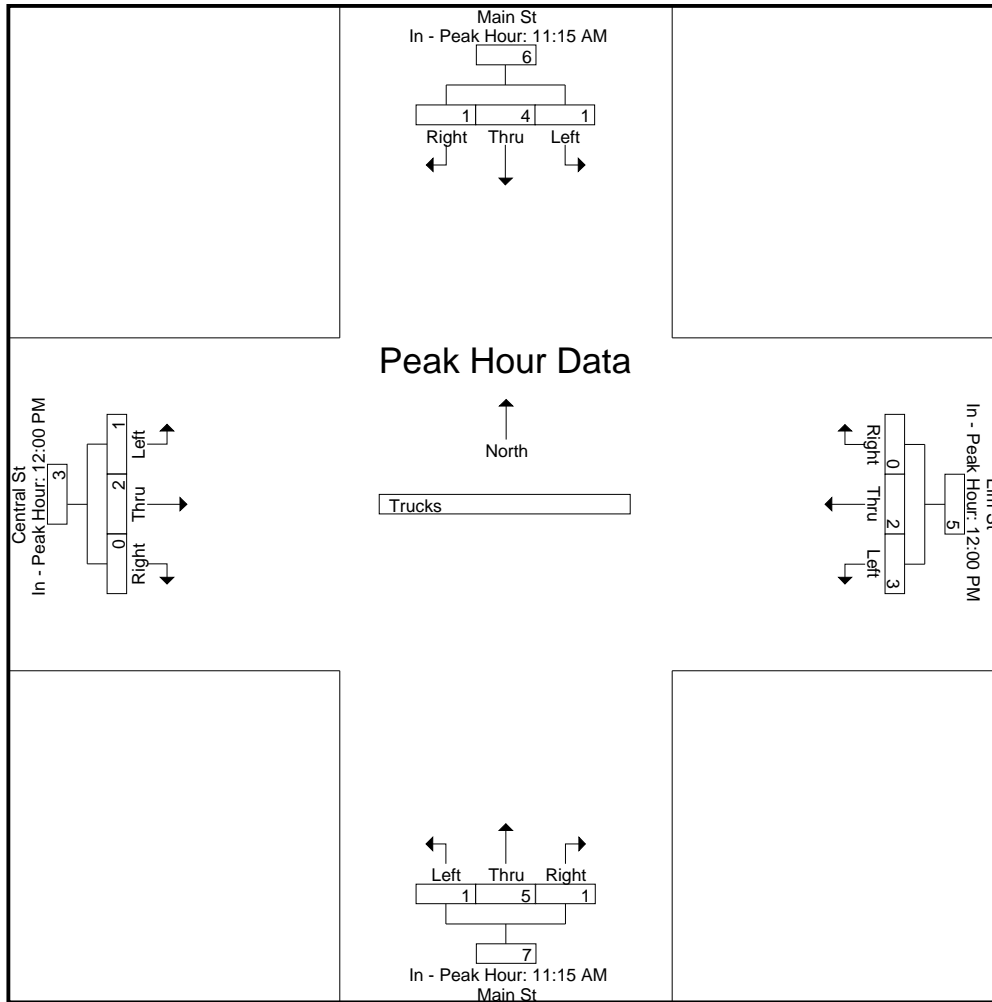 Main St
In - Peak Hour: 11:15 AM
6
1 4 1
Right Thru Left
Peak Hour Data
North
Trucks
Central St
In - Peak Hour: 12:00 PM
3
1 2 0
Left Thru Right
Elm St
In - Peak Hour: 12:00 PM
5
0 2 3
Right Thru Left
Left Thru Right
1 5 1
7
In - Peak Hour: 11:15 AM
Main St